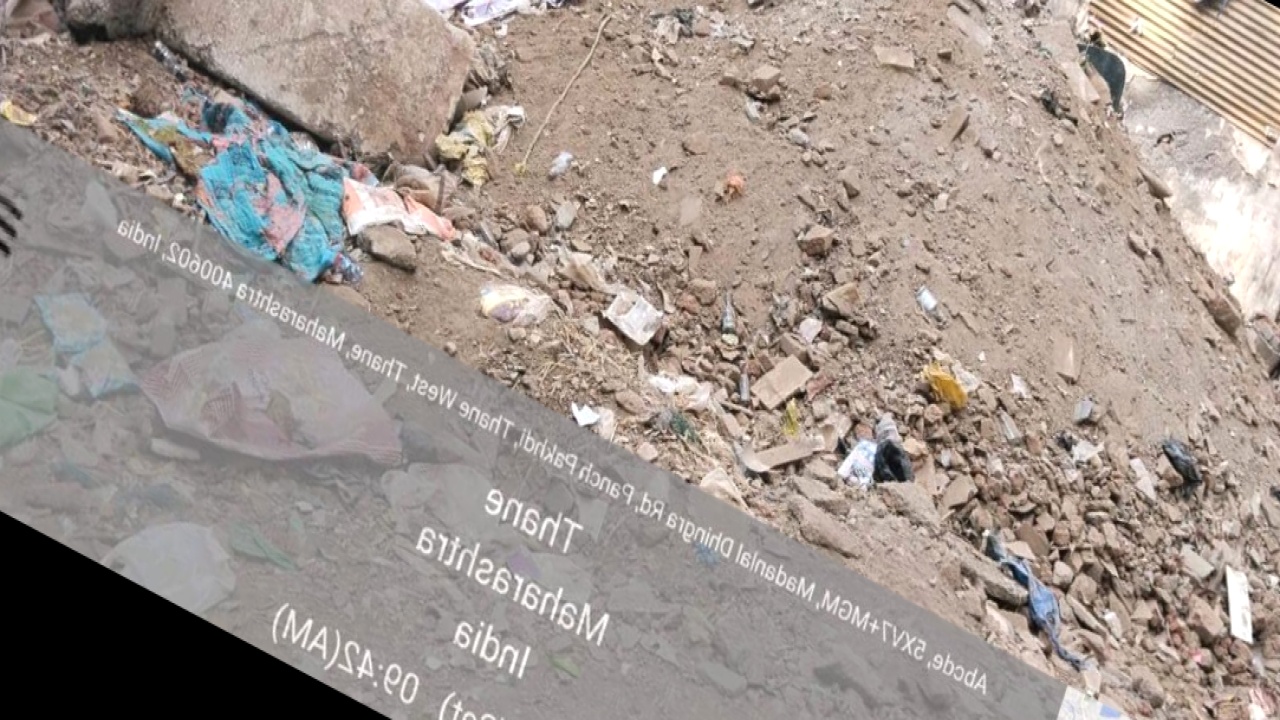 Abcde, 5XV7+MGM, Madanlal Dhingra Rd, Panch Pakhdi, Thane West, Thane, Maharashtra 400602, India
Thane
Maharashtra
India
09:42(AM)